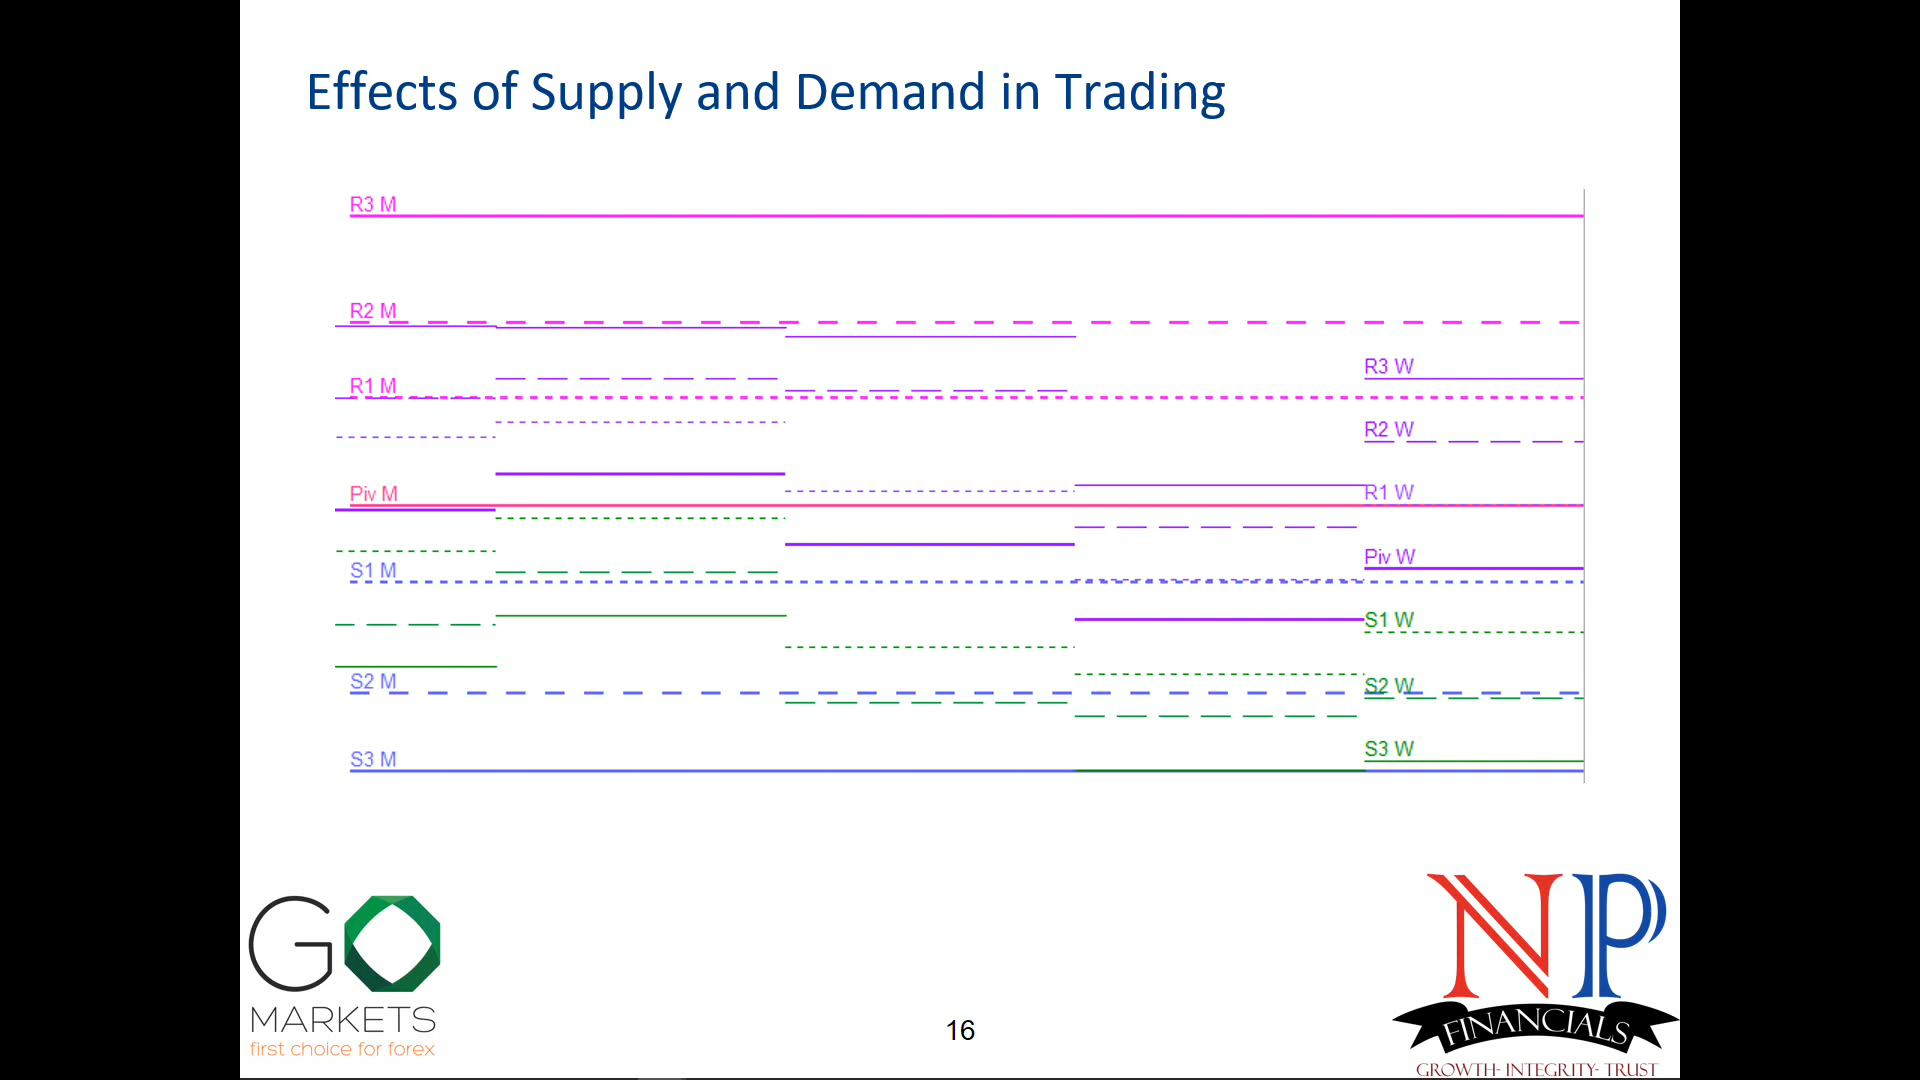 Effects of Supply and Demand in Trading
R3 M
R2 M
R3 W
R1 M
R2 W
Piv M
R1 W
Piv W
S1 M
S1 W
S2 M
S2 W
S3 W
S3 M
GO
MARKETS
first choice for forex
16
NP
FINANCIALS
GROWTH- INTEGRITY- TRUST